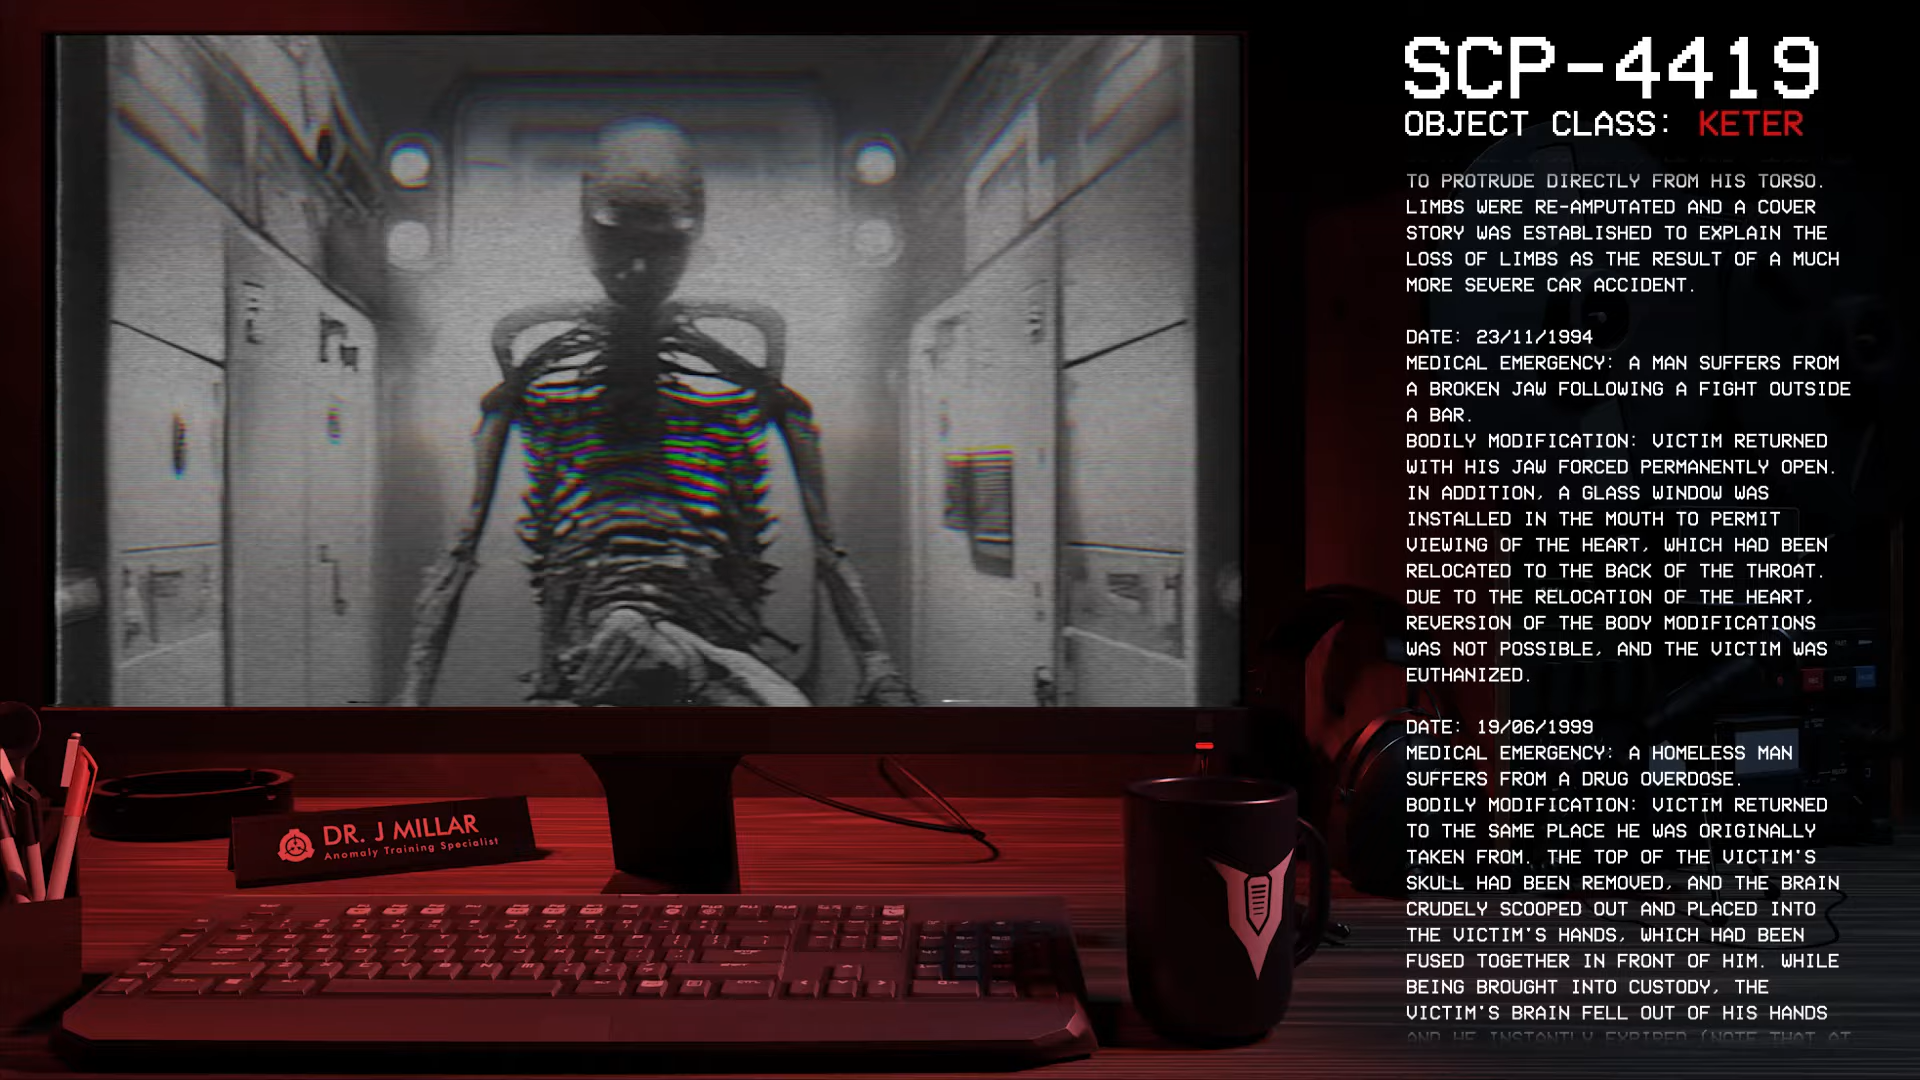 SCP-4419
OBJECT CLASS: KETER
TO PROTRUDE DIRECTLY FROM HIS TORSO.
LIMBS WERE RE-AMPUTATED AND A COVER
STORY WAS ESTABLISHED TO EXPLAIN THE
LOSS OF LIMBS AS THE RESULT OF A MUCH
MORE SEVERE CAR ACCIDENT.
DATE: 23/11/1994
MEDICAL EMERGENCY: A MAN SUFFERS FROM
A BROKEN JAW FOLLOWING A FIGHT OUTSIDE
A BAR.
BODILY MODIFICATION: VICTIM RETURNED
WITH HIS JAW FORCED PERMANENTLY OPEN.
IN ADDITION, A GLASS WINDOW WAS
INSTALLED IN THE MOUTH TO PERMIT
VIEWING OF THE HEART, WHICH HAD BEEN
RELOCATED TO THE BACK OF THE THROAT.
DUE TO THE RELOCATION OF THE HEART,
REVERSION OF THE BODY MODIFICATIONS
WAS NOT POSSIBLE, AND THE VICTIM WAS
EUTHANIZED.
DATE: 19/06/1999
MEDICAL EMERGENCY: A HOMELESS MAN
SUFFERS FROM A DRUG OVERDOSE.
BODILY MODIFICATION: VICTIM RETURNED
TO THE SAME PLACE HE WAS ORIGINALLY
TAKEN FROM. THE TOP OF THE VICTIM'S
SKULL HAD BEEN REMOVED, AND THE BRAIN
CRUDELY SCOOPED OUT AND PLACED INTO
THE VICTIM'S HANDS, WHICH HAD BEEN
FUSED TOGETHER IN FRONT OF HIM. WHILE
BEING BROUGHT INTO CUSTODY, THE
VICTIM'S BRAIN FELL OUT OF HIS HANDS
AND HE INSTANTLY EXPIRED (NOTE THAT AT
DR. J MILLAR
Anomaly Training Specialist